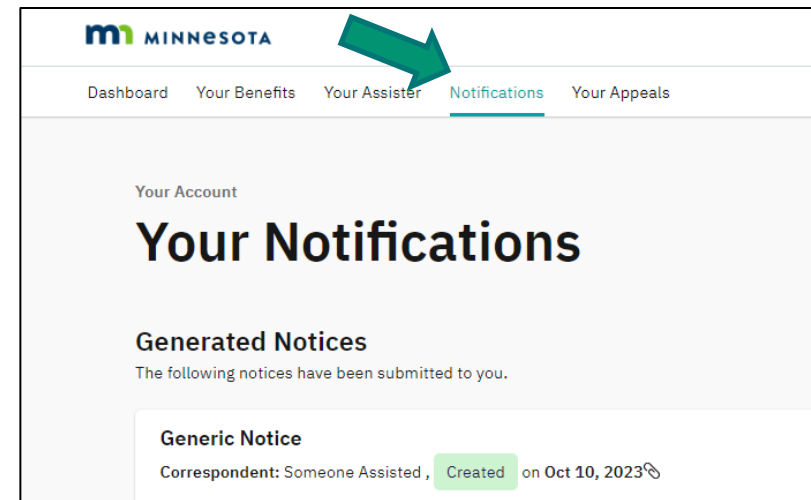 mn MINNESOTA
Dashboard Your Benefits Your Assister Notifications Your Appeals
Your Account
Your Notifications
Generated Notices
The following notices have been submitted to you.
Generic Notice
Correspondent: Someone Assisted , Created on Oct 10, 2023